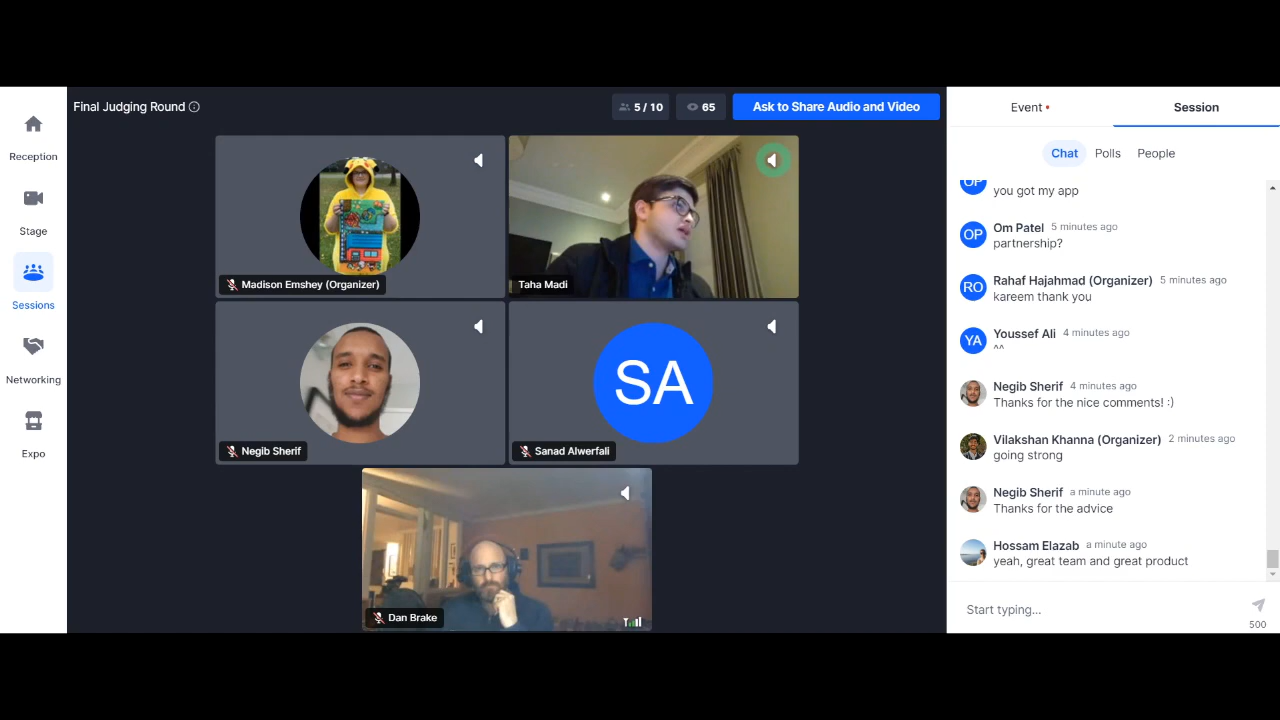 Final Judging Round
5 / 10
65
Ask to Share Audio and Video
Event
Session
Reception
Stage
Sessions
Networking
Expo
Chat
Polls
People
Madison Emshey (Organizer)
Taha Madi
Negib Sherif
SA
Sanad Alwerfali
Dan Brake
OP
you got my app
OP
Om Patel 5 minutes ago
partnership?
RO
Rahaf Hajahmad (Organizer) 5 minutes ago
kareem thank you
YA
Youssef Ali 4 minutes ago
^^
Negib Sherif 4 minutes ago
Thanks for the nice comments! :)
Vilakshan Khanna (Organizer) 2 minutes ago
going strong
Negib Sherif a minute ago
Thanks for the advice
Hossam Elazab a minute ago
yeah, great team and great product
Start typing...
500